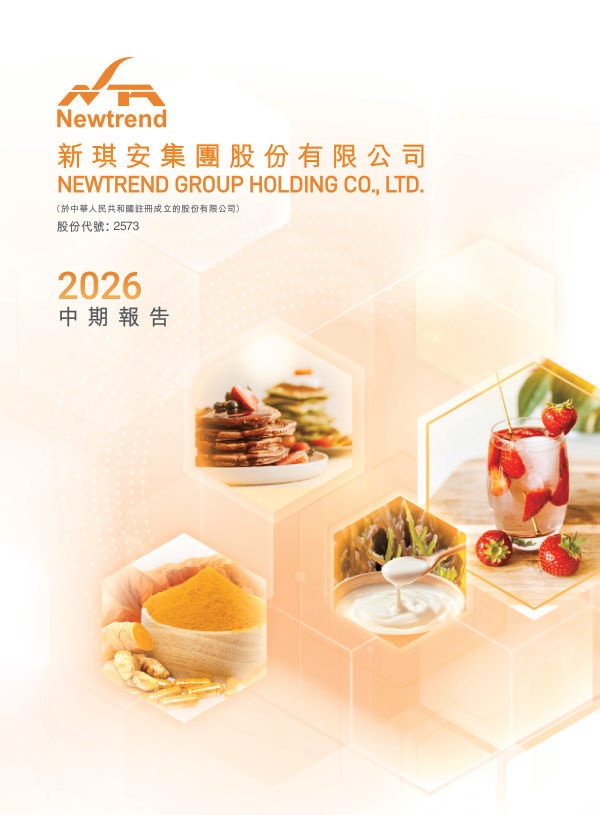 Newtrend
新琪安集團股份有限公司
NEWTREND GROUP HOLDING CO., LTD.
（於中華人民共和國註冊成立的股份有限公司）
股份代號：2573
2026
中期報告